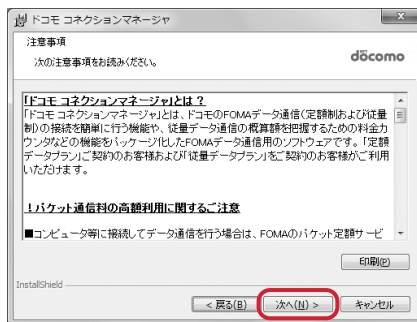 ドコモ コネクションマネージャ
注意事項
次の注意事項をお読みください。
döcomo
「ドコモ コネクションマネージャ」とは？
「ドコモ コネクションマネージャ」とは、ドコモのFOMAデータ通信（定額制および従量
制）の接続を簡単に行う機能や、従量データ通信の概算額を把握するための料金カ
ウンタなどの機能をパッケージ化したFOMAデータ通信用のソフトウェアです。「定額
データプラン」ご契約のお客様および「従量データプラン」をご契約のお客様がご利用
いただけます。
！パケット通信料の高額利用に関するご注意
■コンピュータ等に接続してデータ通信を行う場合は、FOMAのパケット定額サービ
印刷(P)
InstallShield
< 戻る(B)
次へ(N) >
キャンセル